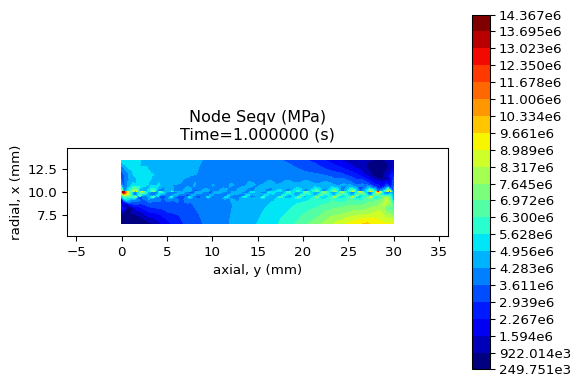 Node Seqv (MPa)
Time=1.000000 (s)
radial, x (mm)
12.5
10.0
7.5
−5
0
5
10
15
20
25
30
35
axial, y (mm)
14.367e6
13.695e6
13.023e6
12.350e6
11.678e6
11.006e6
10.334e6
9.661e6
8.989e6
8.317e6
7.645e6
6.972e6
6.300e6
5.628e6
4.956e6
4.283e6
3.611e6
2.939e6
2.267e6
1.594e6
922.014e3
249.751e3